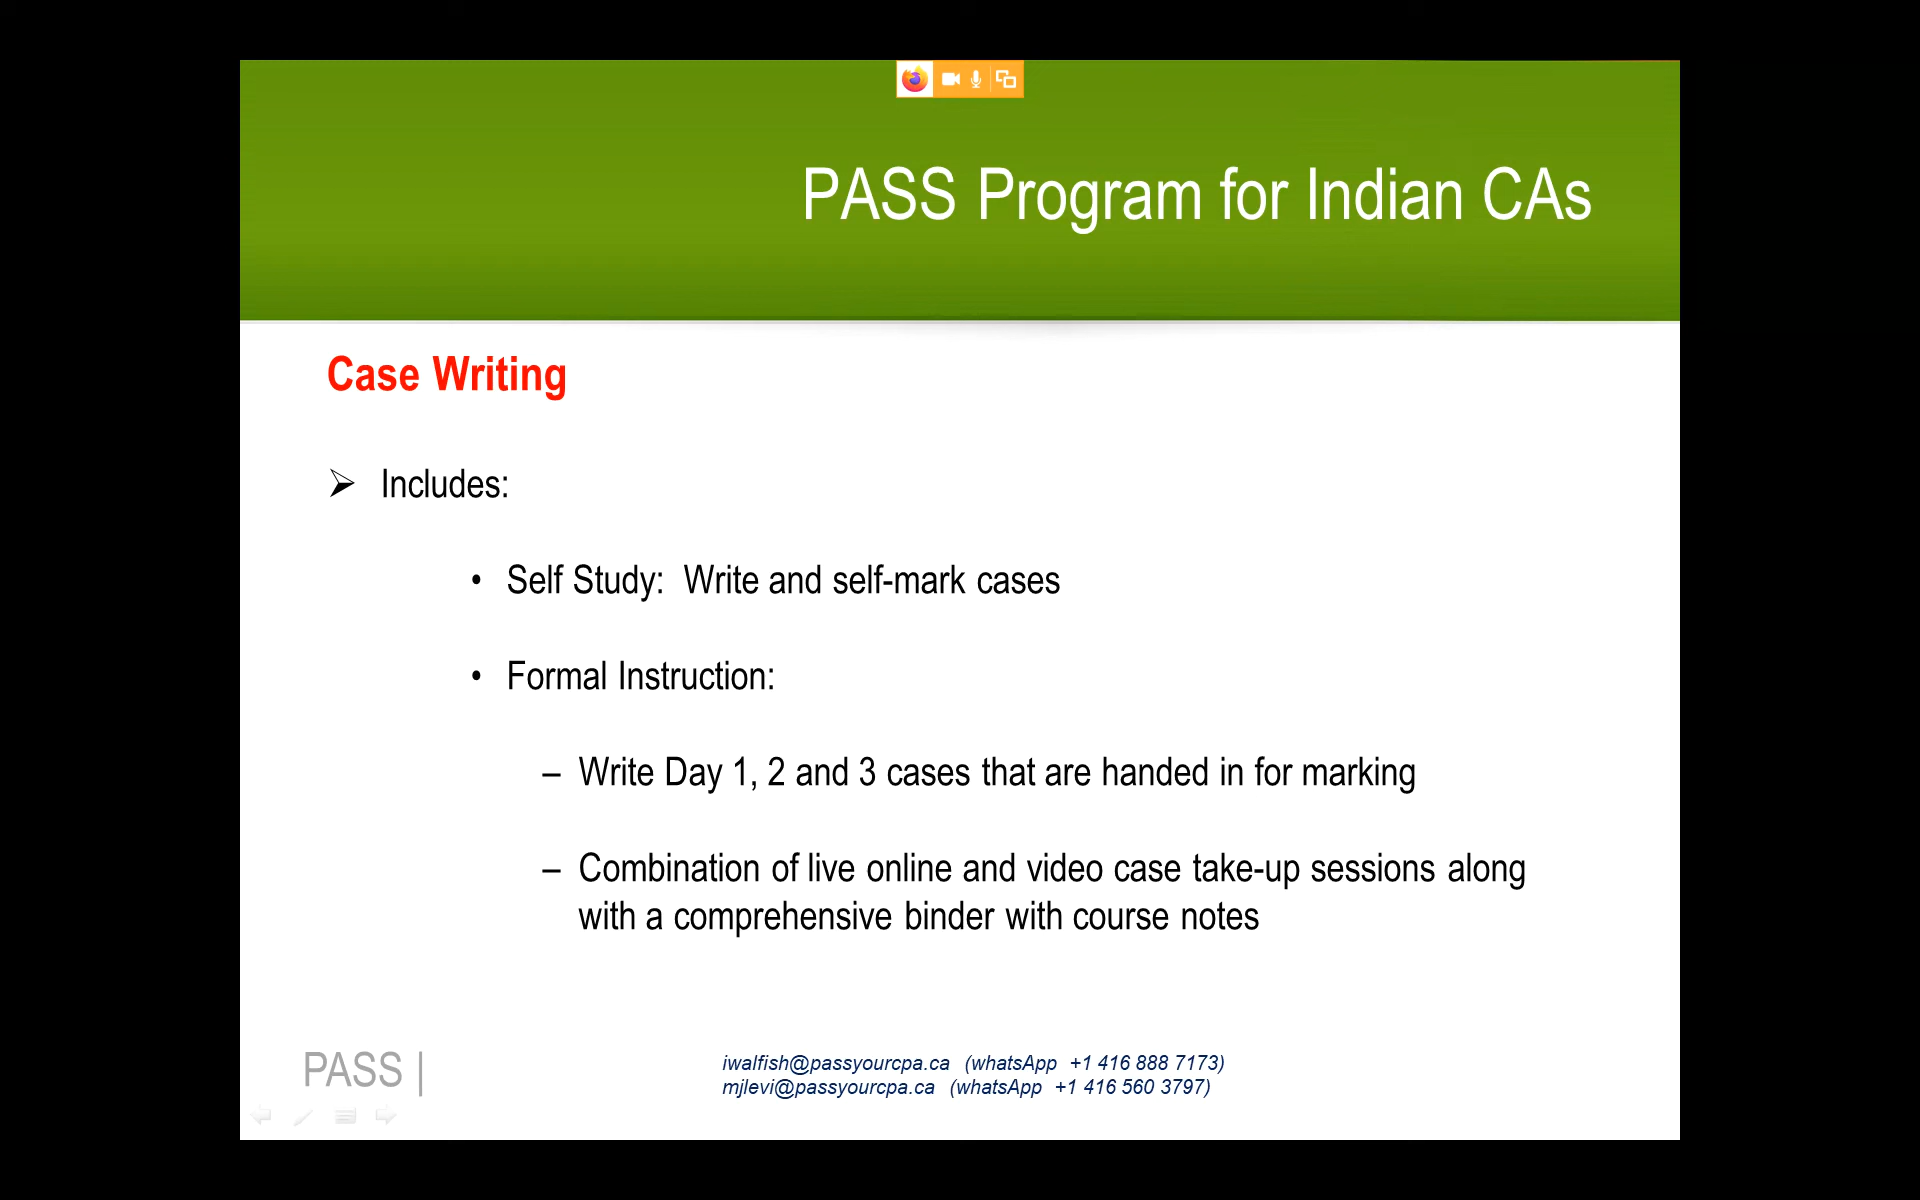 PASS Program for Indian CAs
Case Writing
➢ Includes:
• Self Study:  Write and self-mark cases
• Formal Instruction:
– Write Day 1, 2 and 3 cases that are handed in for marking
– Combination of live online and video case take-up sessions along
with a comprehensive binder with course notes
PASS |
iwalfish@passyourcpa.ca  (whatsApp  +1 416 888 7173)
mjlevi@passyourcpa.ca  (whatsApp  +1 416 560 3797)